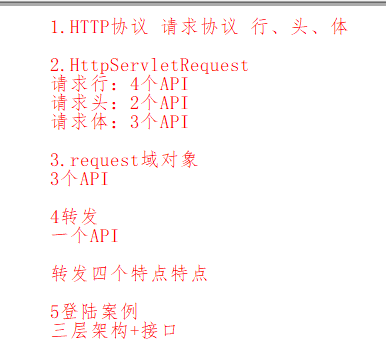 1.HTTP协议 请求协议 行、头、体
2.HttpServletRequest
请求行：4个API
请求头：2个API
请求体：3个API
3.request域对象
3个API
4转发
一个API
转发四个特点特点
5登陆案例
三层架构+接口